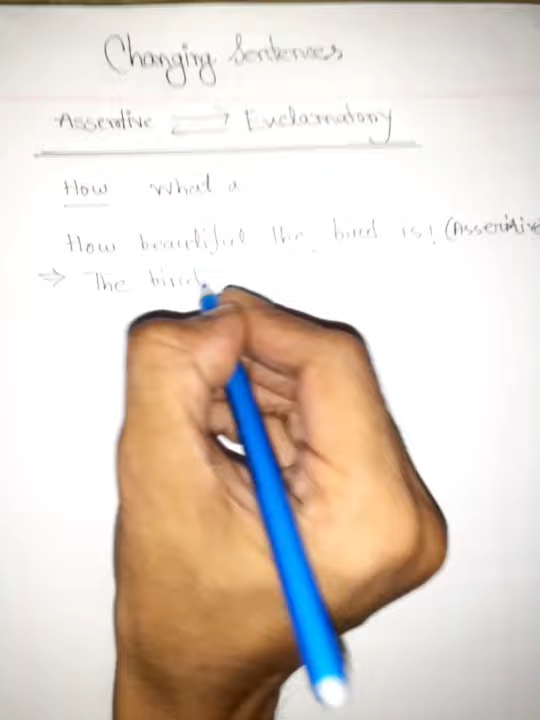 Changing Sentences
Assertive ⇌ Exclamatory
How What a
How beautiful the bird is! (Assertive
⇒ The bird